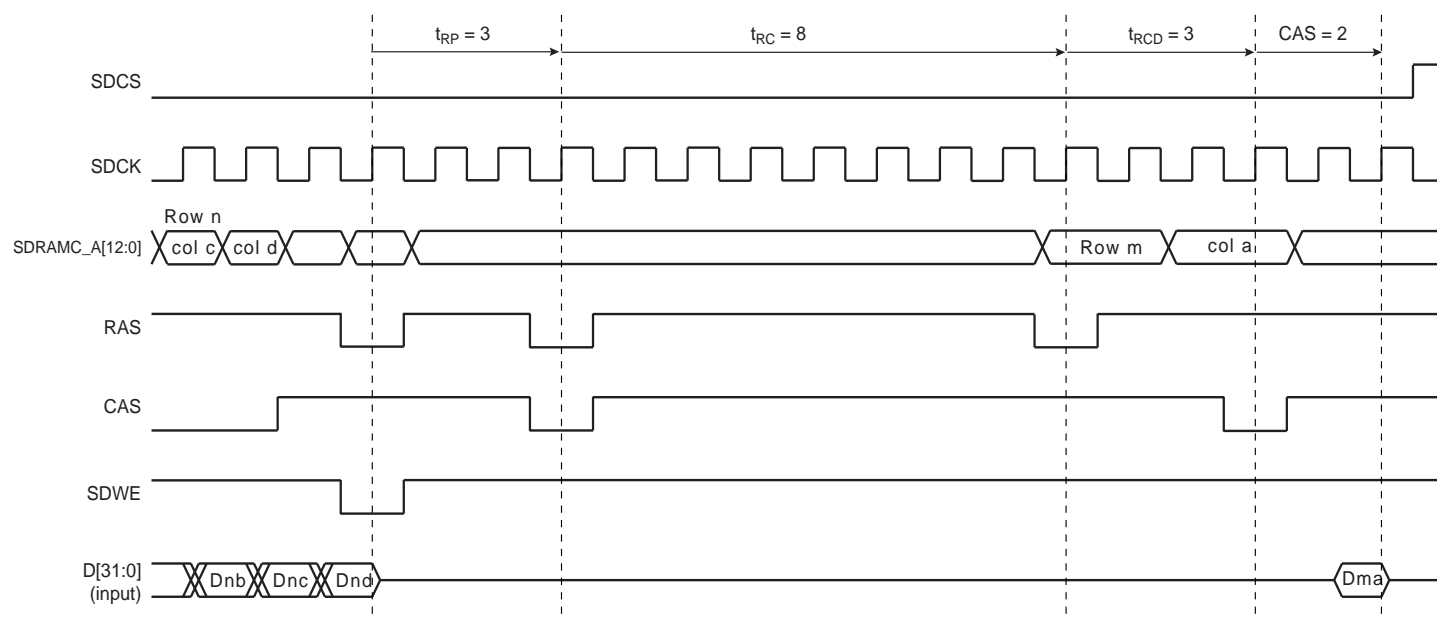 tRP = 3
tRC = 8
tRCD = 3
CAS = 2
SDCS
SDCK
Row n
SDRAMC_A[12:0]
col c
col d
Row m
col a
RAS
CAS
SDWE
D[31:0]
(input)
Dnb
Dnc
Dnd
Dma